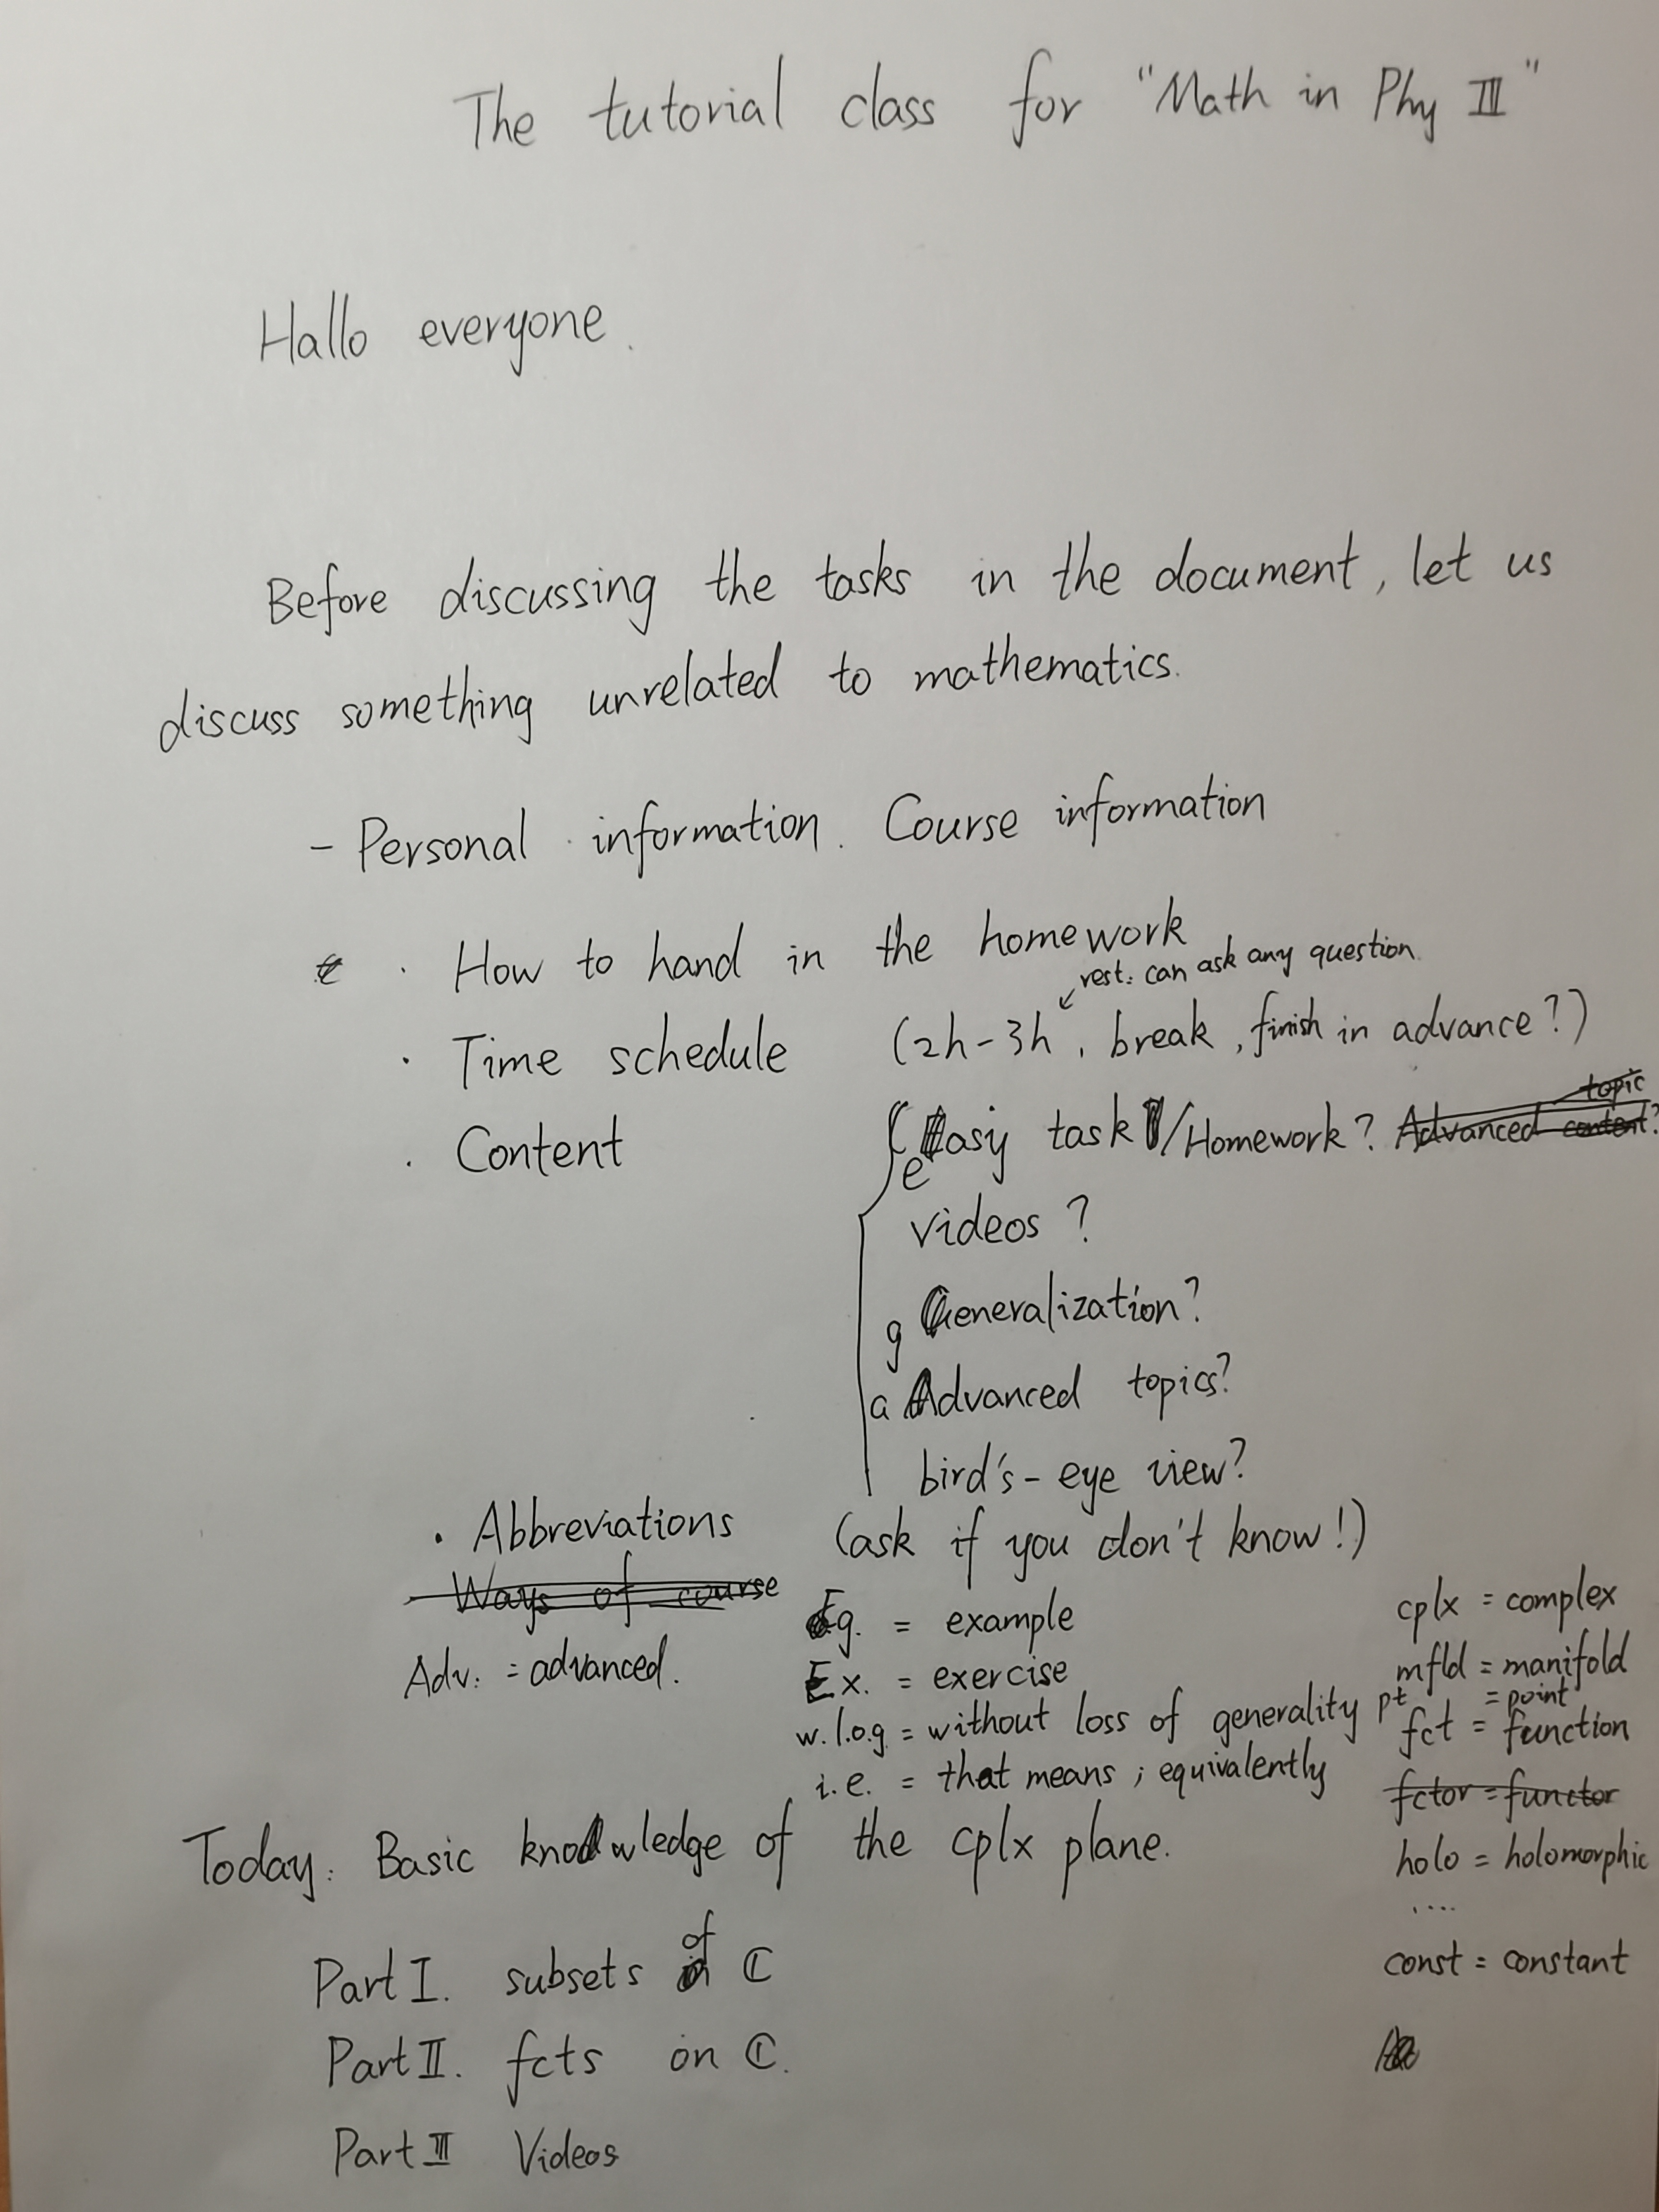 The tutorial class for "Math in Phy III"
Hallo everyone.
Before discussing the tasks in the document, let us
discuss something unrelated to mathematics.
- Personal information. Course information
· How to hand in the homework
rest: can ask any question.
· Time schedule (2h-3h, break, finish in advance?)
· Content { easy task/Homework? Advanced content?
topic
videos?
generalization?
advanced topics?
bird's-eye view?
· Abbreviations (ask if you don't know!)
Ways of course
Eg. = example
Adv. = advanced.
Ex. = exercise
w.l.o.g = without loss of generality
i.e. = that means; equivalently
cplx = complex
mfld = manifold
pt = point
fct = function
fctor = functor
holo = holomorphic
....
const = constant
Today: Basic knowledge of the cplx plane.
Part I. subsets of ℂ
Part II. fcts on ℂ.
Part III Videos